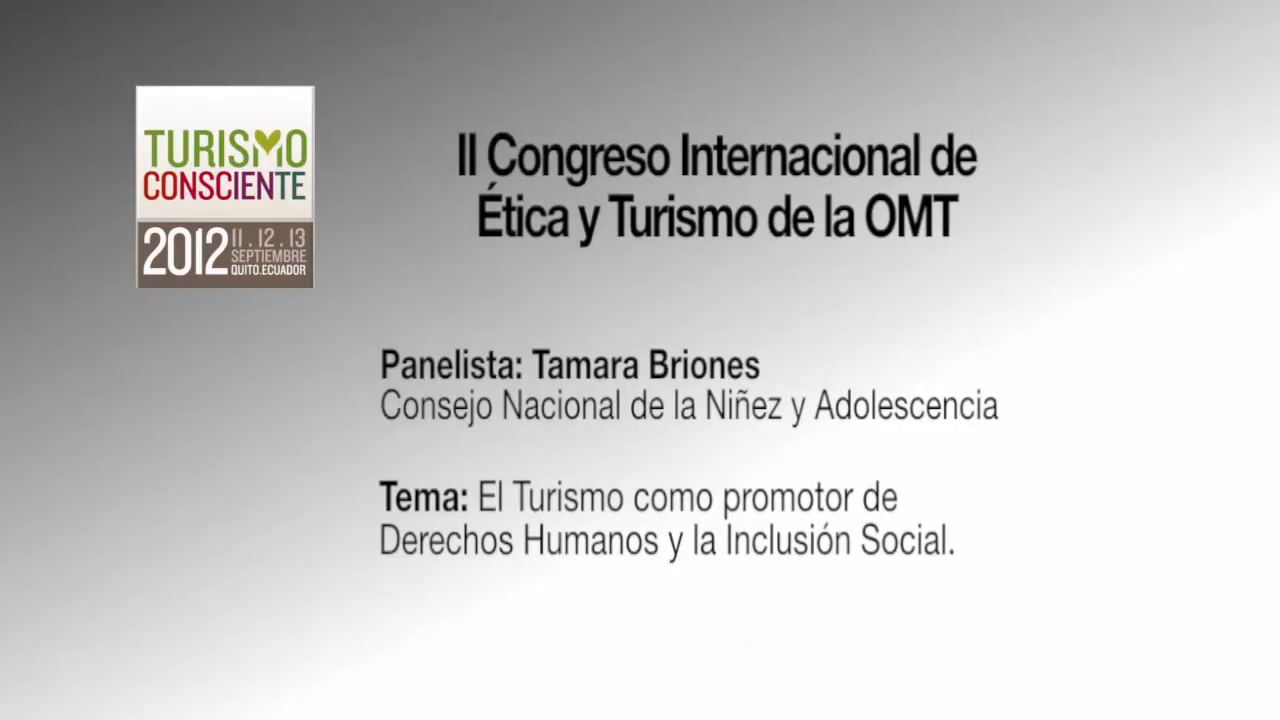 TURISMO
CONSCIENTE
2012 11.12.13
SEPTIEMBRE
QUITO.ECUADOR
II Congreso Internacional de
Ética y Turismo de la OMT
Panelista: Tamara Briones
Consejo Nacional de la Niñez y Adolescencia
Tema: El Turismo como promotor de
Derechos Humanos y la Inclusión Social.